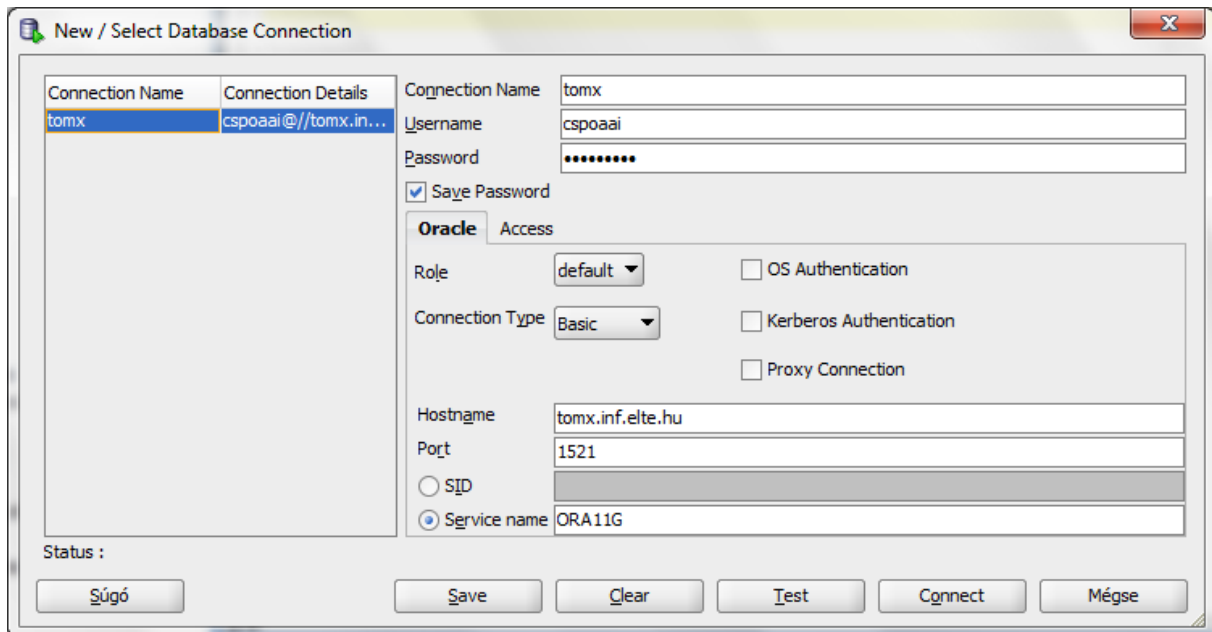 New / Select Database Connection
Connection Name Connection Details
tomx cspoaai@//tomx.in...
Connection Name tomx
Username cspoaai
Password •••••••••
Save Password
Oracle Access
Role default OS Authentication
Connection Type Basic Kerberos Authentication
Proxy Connection
Hostname tomx.inf.elte.hu
Port 1521
SID
Service name ORA11G
Status :
Súgó Save Clear Test Connect Mégse